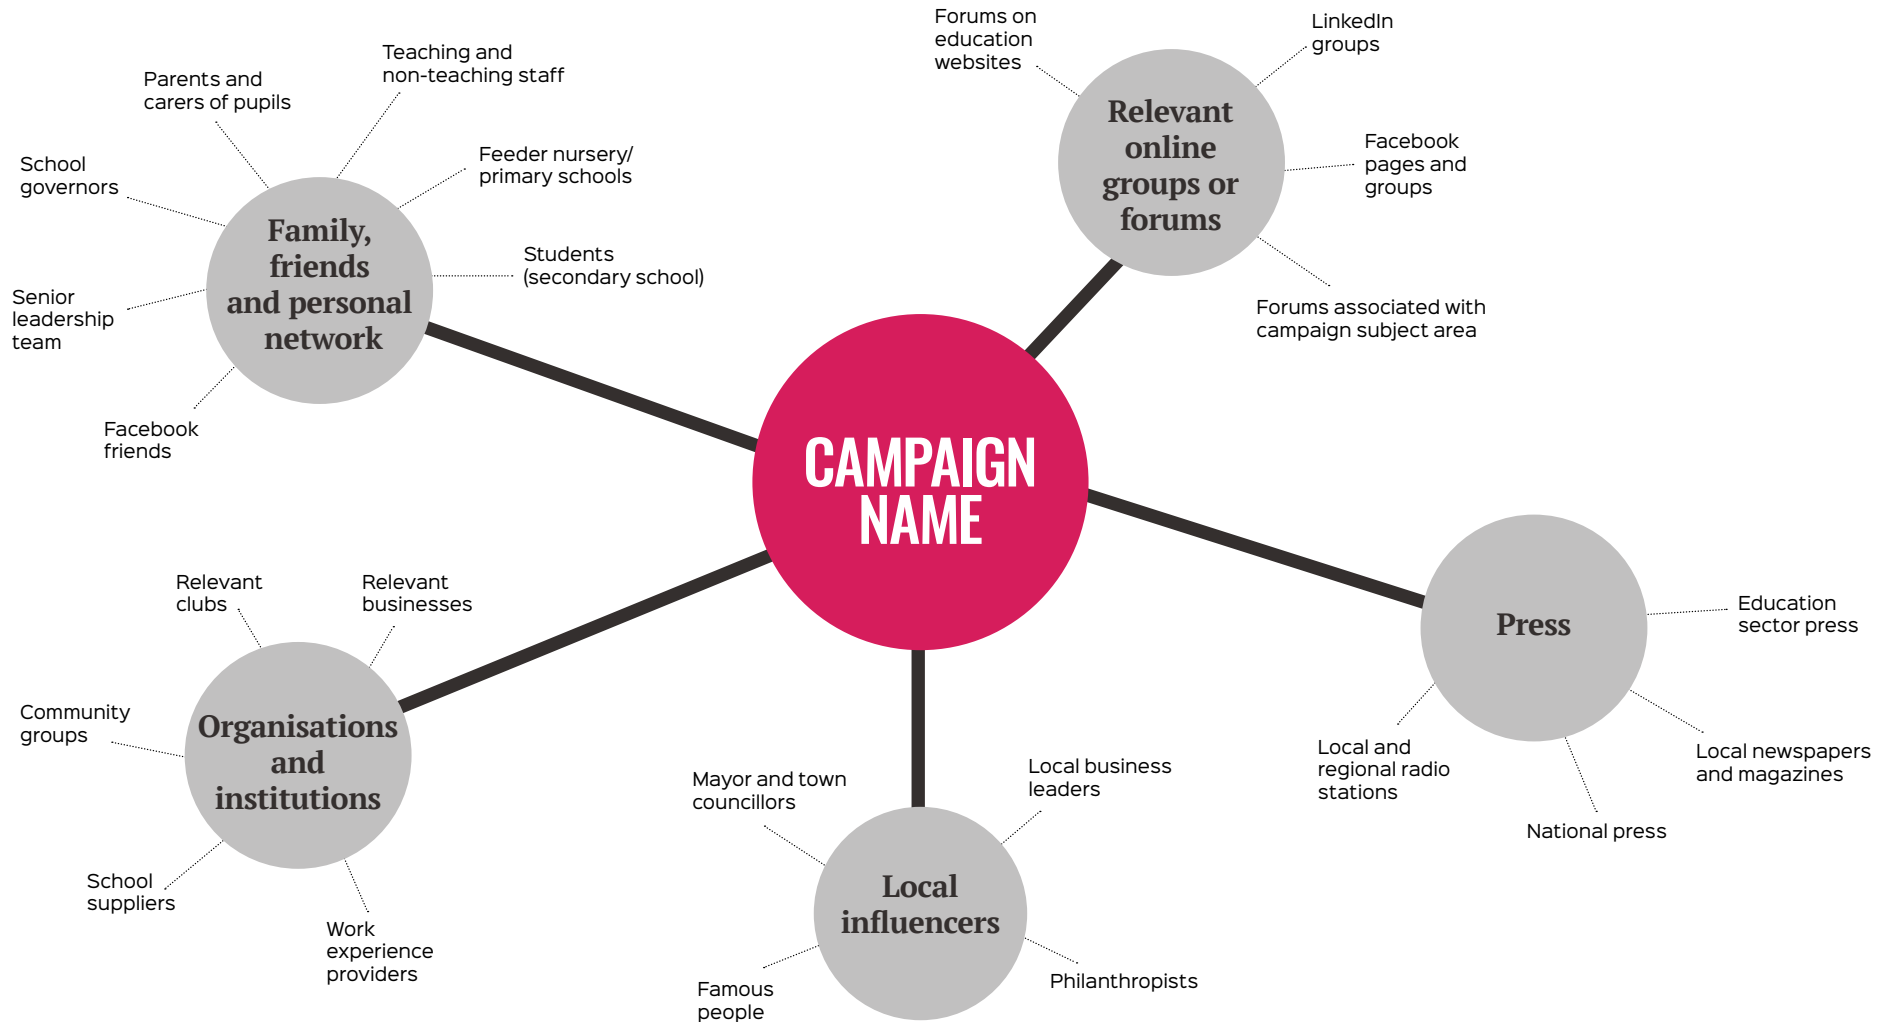 Forums on
education
websites
LinkedIn
groups
Teaching and
non-teaching staff
Parents and
carers of pupils
Relevant
online
groups or
forums
Facebook
pages and
groups
Feeder nursery/
primary schools
School
governors
Family,
friends
and personal
network
Students
(secondary school)
Senior
leadership
team
Forums associated with
campaign subject area
Facebook
friends
CAMPAIGN
NAME
Relevant
clubs
Relevant
businesses
Press
Education
sector press
Community
groups
Organisations
and
institutions
Local and
regional radio
stations
Local newspapers
and magazines
National press
Mayor and town
councillors
Local business
leaders
School
suppliers
Work
experience
providers
Local
influencers
Famous
people
Philanthropists